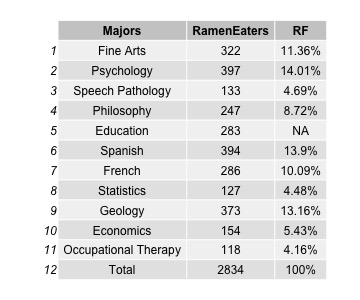 Majors RamenEaters RF
1 Fine Arts 322 11.36%
2 Psychology 397 14.01%
3 Speech Pathology 133 4.69%
4 Philosophy 247 8.72%
5 Education 283 NA
6 Spanish 394 13.9%
7 French 286 10.09%
8 Statistics 127 4.48%
9 Geology 373 13.16%
10 Economics 154 5.43%
11 Occupational Therapy 118 4.16%
12 Total 2834 100%